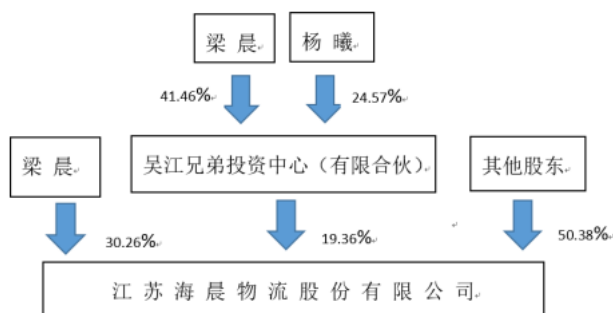 梁 晨
杨 曦
41.46%
24.57%
梁 晨
吴江兄弟投资中心（有限合伙）
其他股东
30.26%
19.36%
50.38%
江 苏 海 晨 物 流 股 份 有 限 公 司